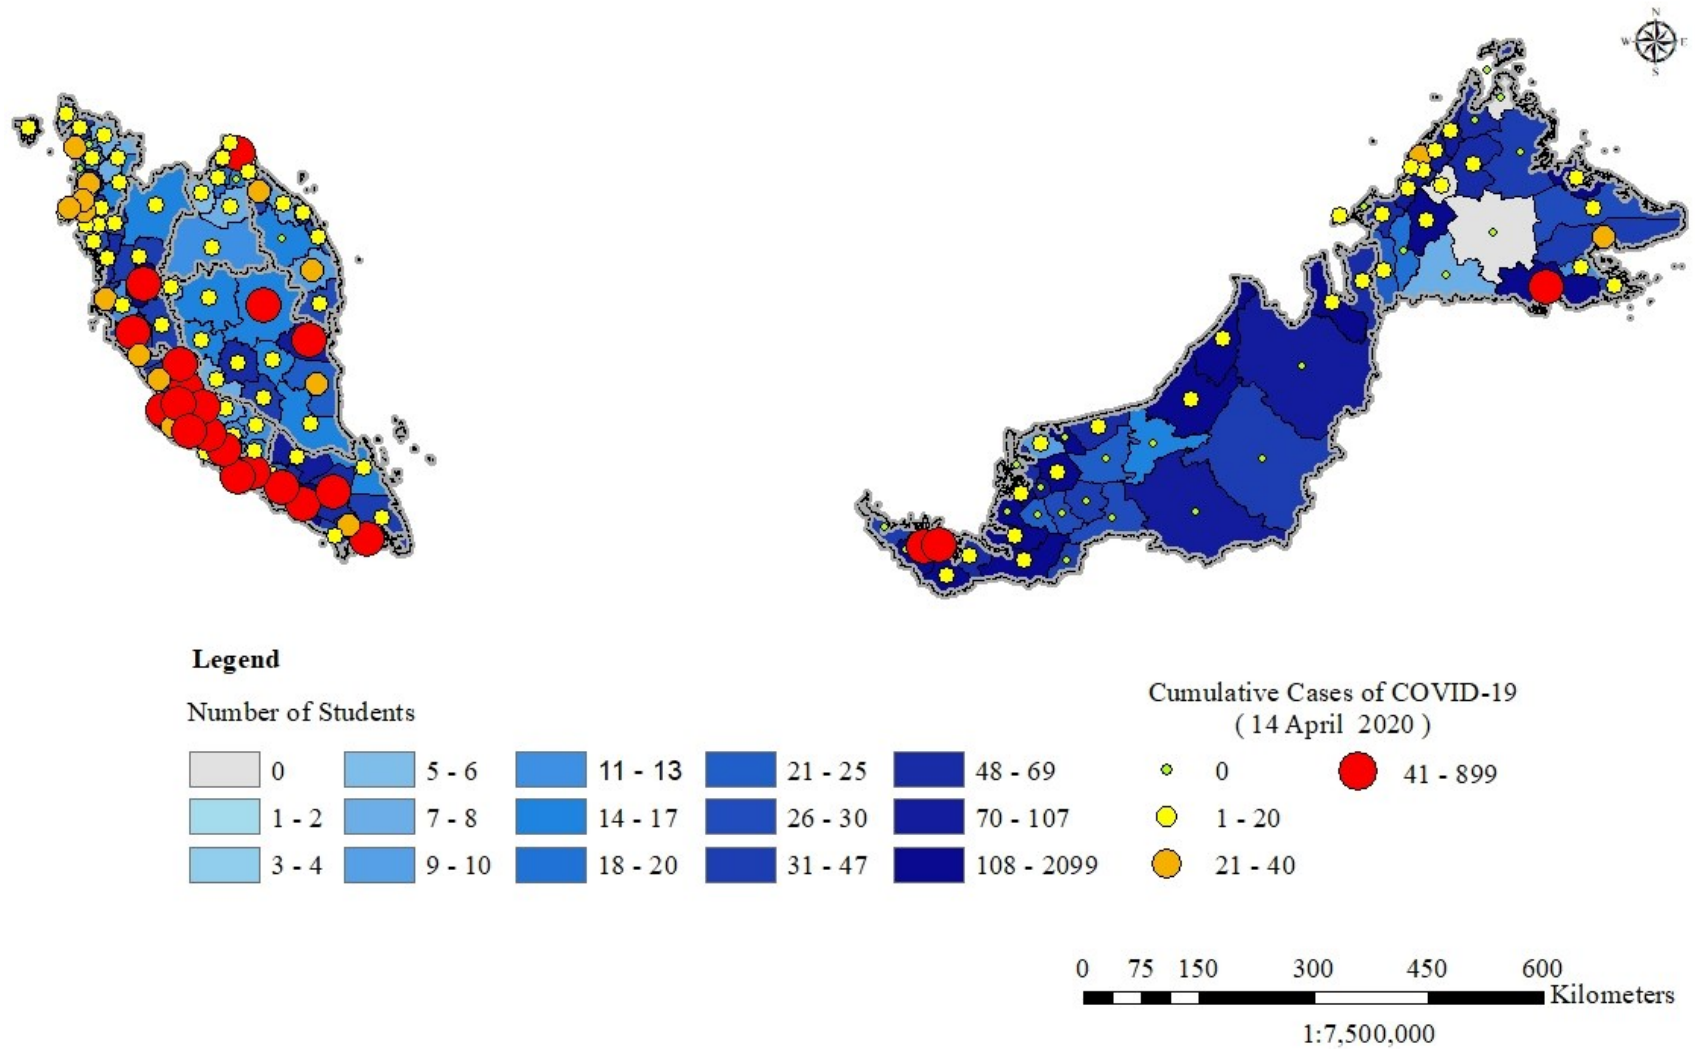 N
W E
S
Legend
Number of Students
Cumulative Cases of COVID-19
( 14 April 2020 )
0 5 - 6 11 - 13 21 - 25 48 - 69 0 41 - 899
1 - 2 7 - 8 14 - 17 26 - 30 70 - 107 1 - 20
3 - 4 9 - 10 18 - 20 31 - 47 108 - 2099 21 - 40
0 75 150 300 450 600
Kilometers
1:7,500,000